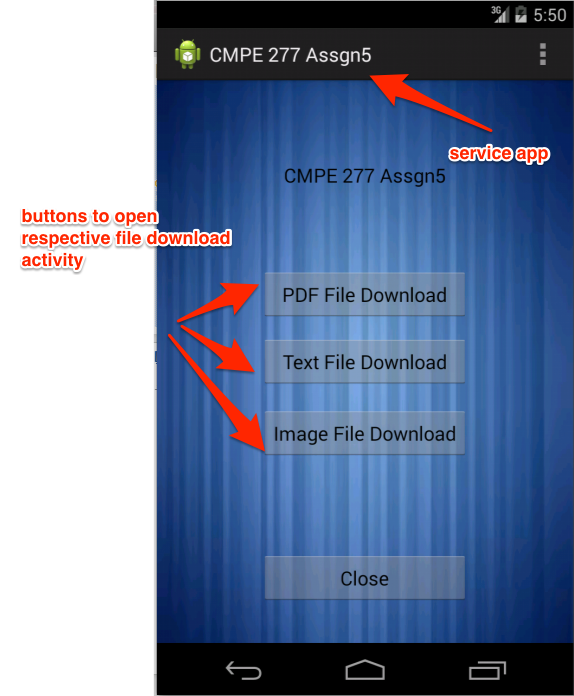 3G 5:50
CMPE 277 Assgn5
service app
CMPE 277 Assgn5
buttons to open
respective file download
activity
PDF File Download
Text File Download
Image File Download
Close